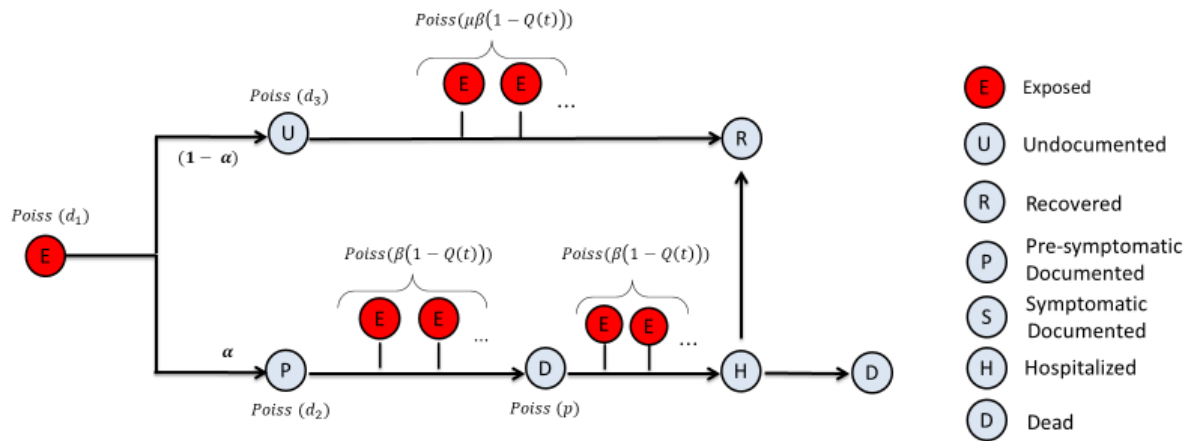 Poiss(μβ(1 − Q(t))
Poiss (d₃)
E E ...
U
R
(1 − α)
Poiss (d₁)
E
Poiss(β(1 − Q(t))
Poiss(β(1 − Q(t))
E E ...
E E ...
α
P
D
H
D
Poiss (d₂)
Poiss (p)
E Exposed
U Undocumented
R Recovered
P Pre-symptomatic
Documented
S Symptomatic
Documented
H Hospitalized
D Dead